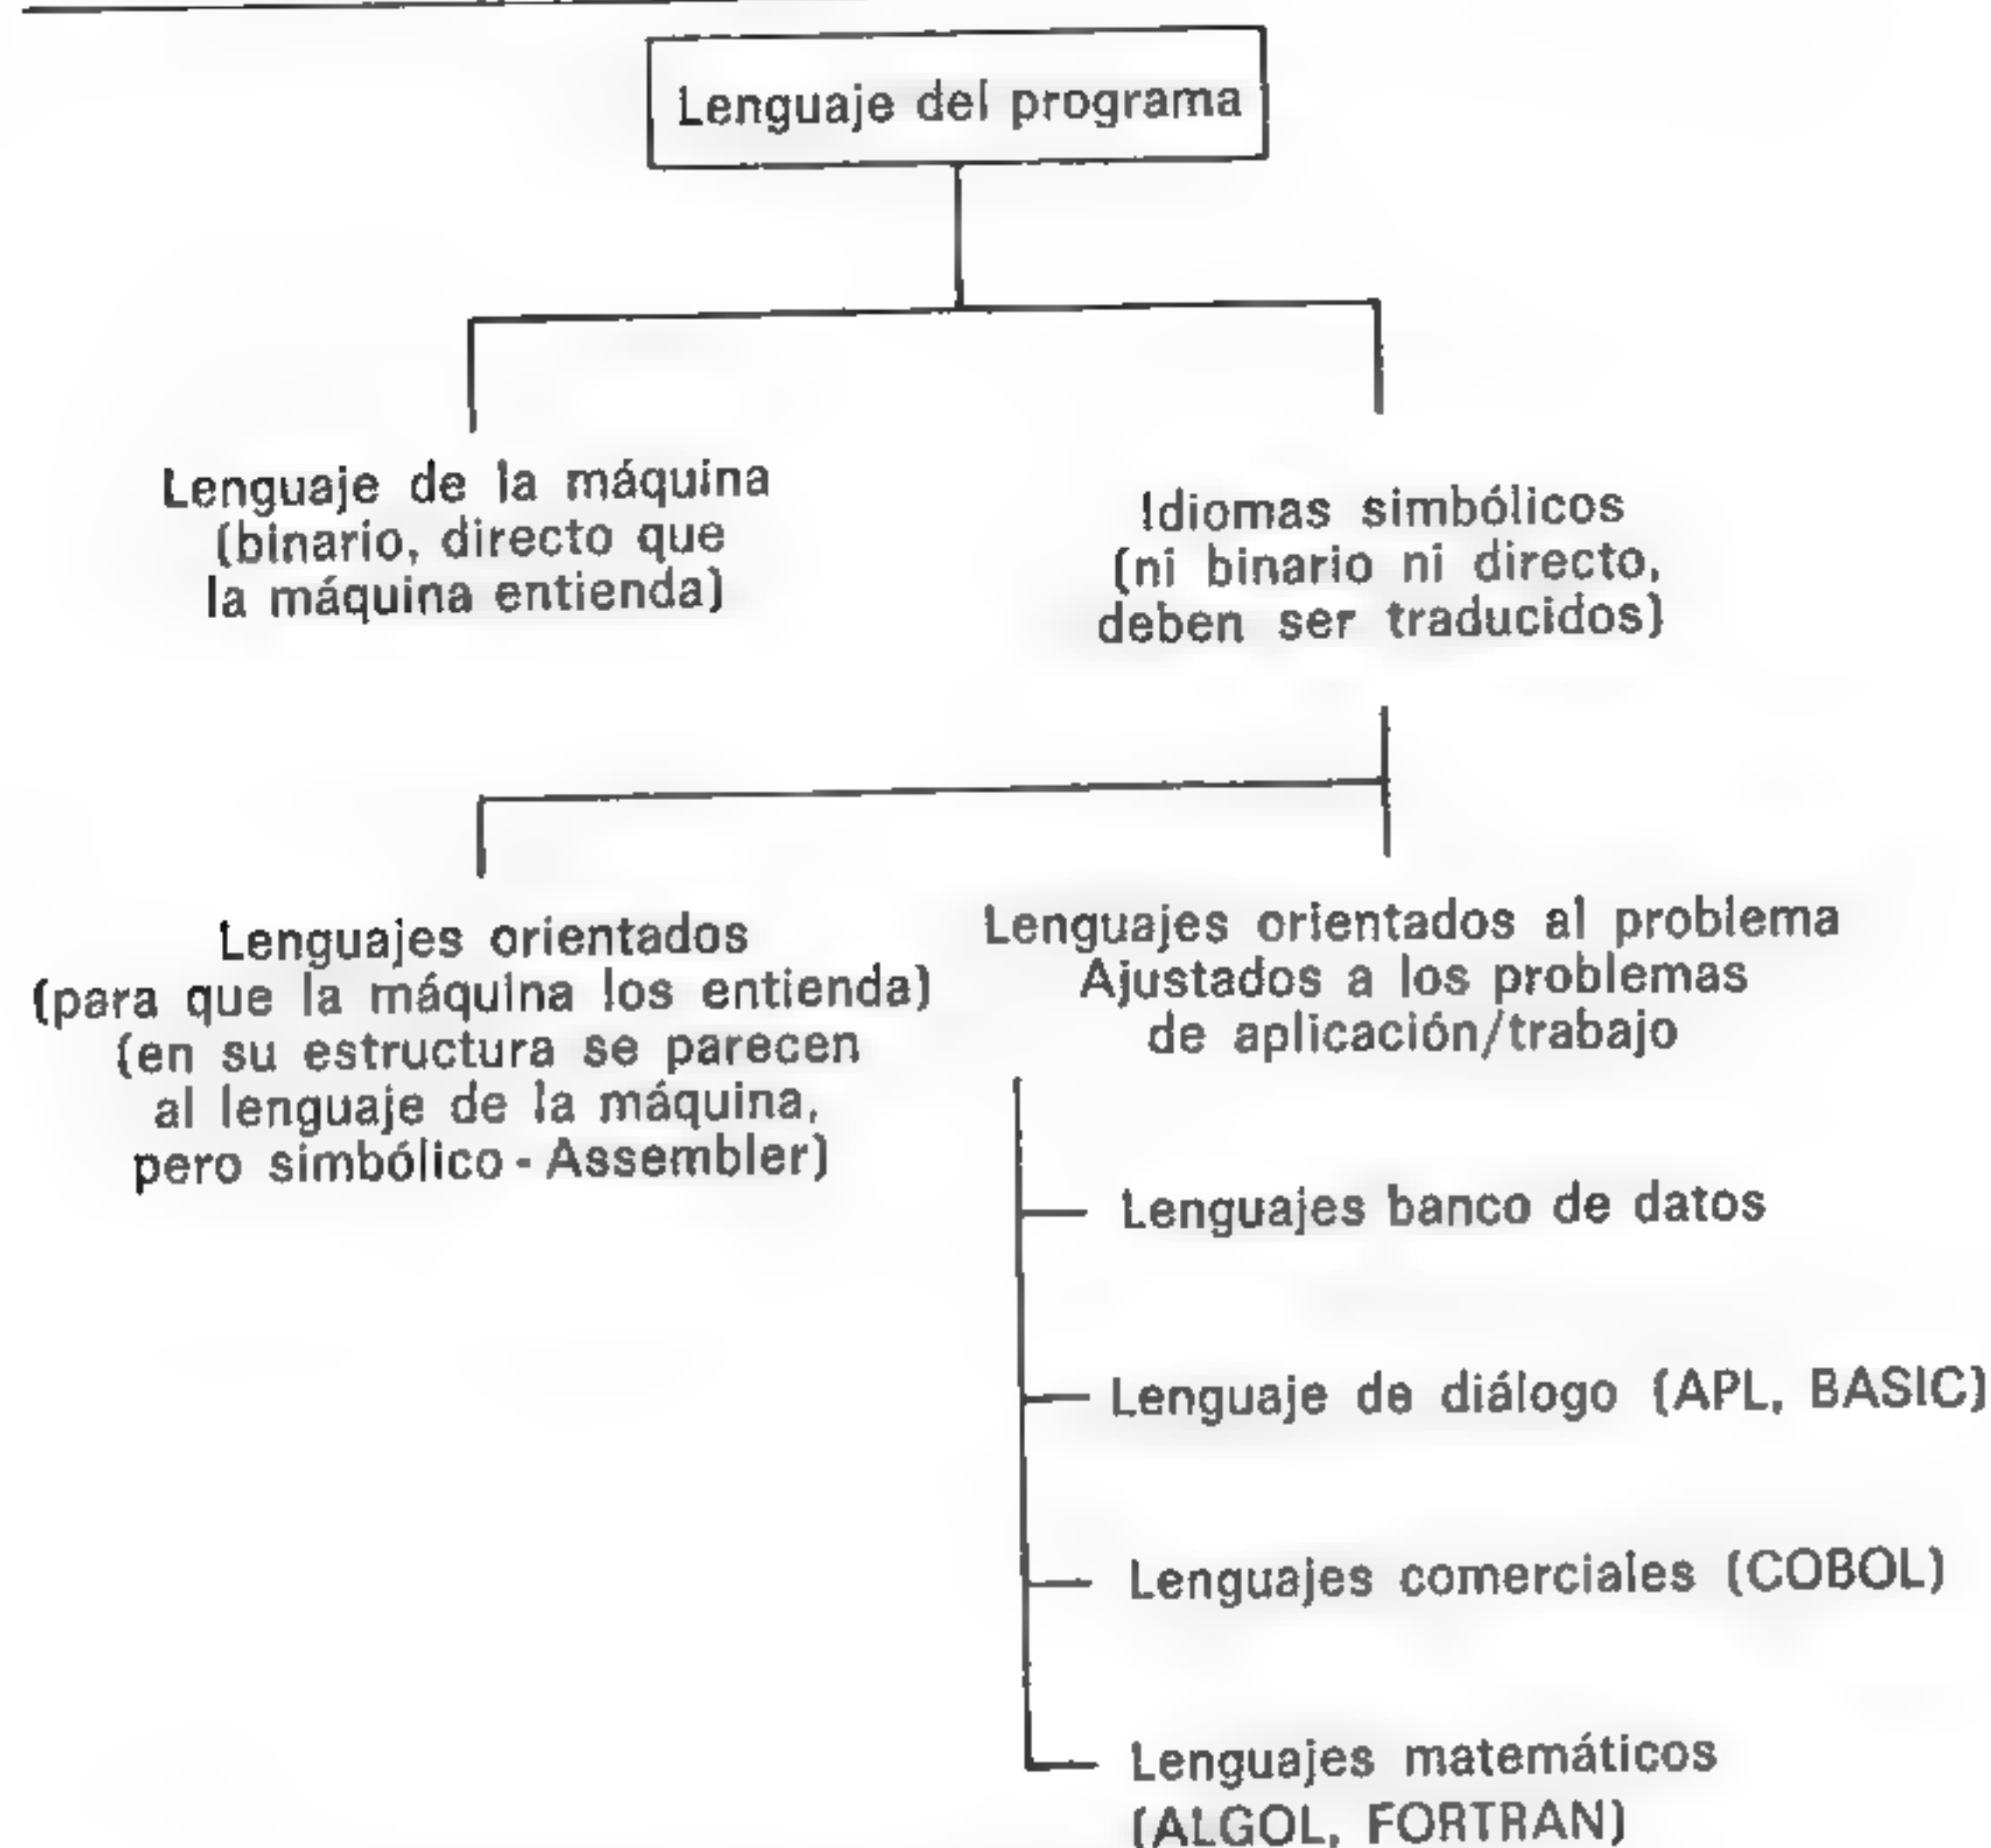 Lenguaje del programa
Lenguaje de la máquina
(binario, directo que
la máquina entienda)
Idiomas simbólicos
(ni binario ni directo,
deben ser traducidos)
Lenguajes orientados
(para que la máquina los entienda)
(en su estructura se parecen
al lenguaje de la máquina,
pero simbólico - Assembler)
Lenguajes orientados al problema
Ajustados a los problemas
de aplicación/trabajo
Lenguajes banco de datos
Lenguaje de diálogo (APL, BASIC)
Lenguajes comerciales (COBOL)
Lenguajes matemáticos
(ALGOL, FORTRAN)